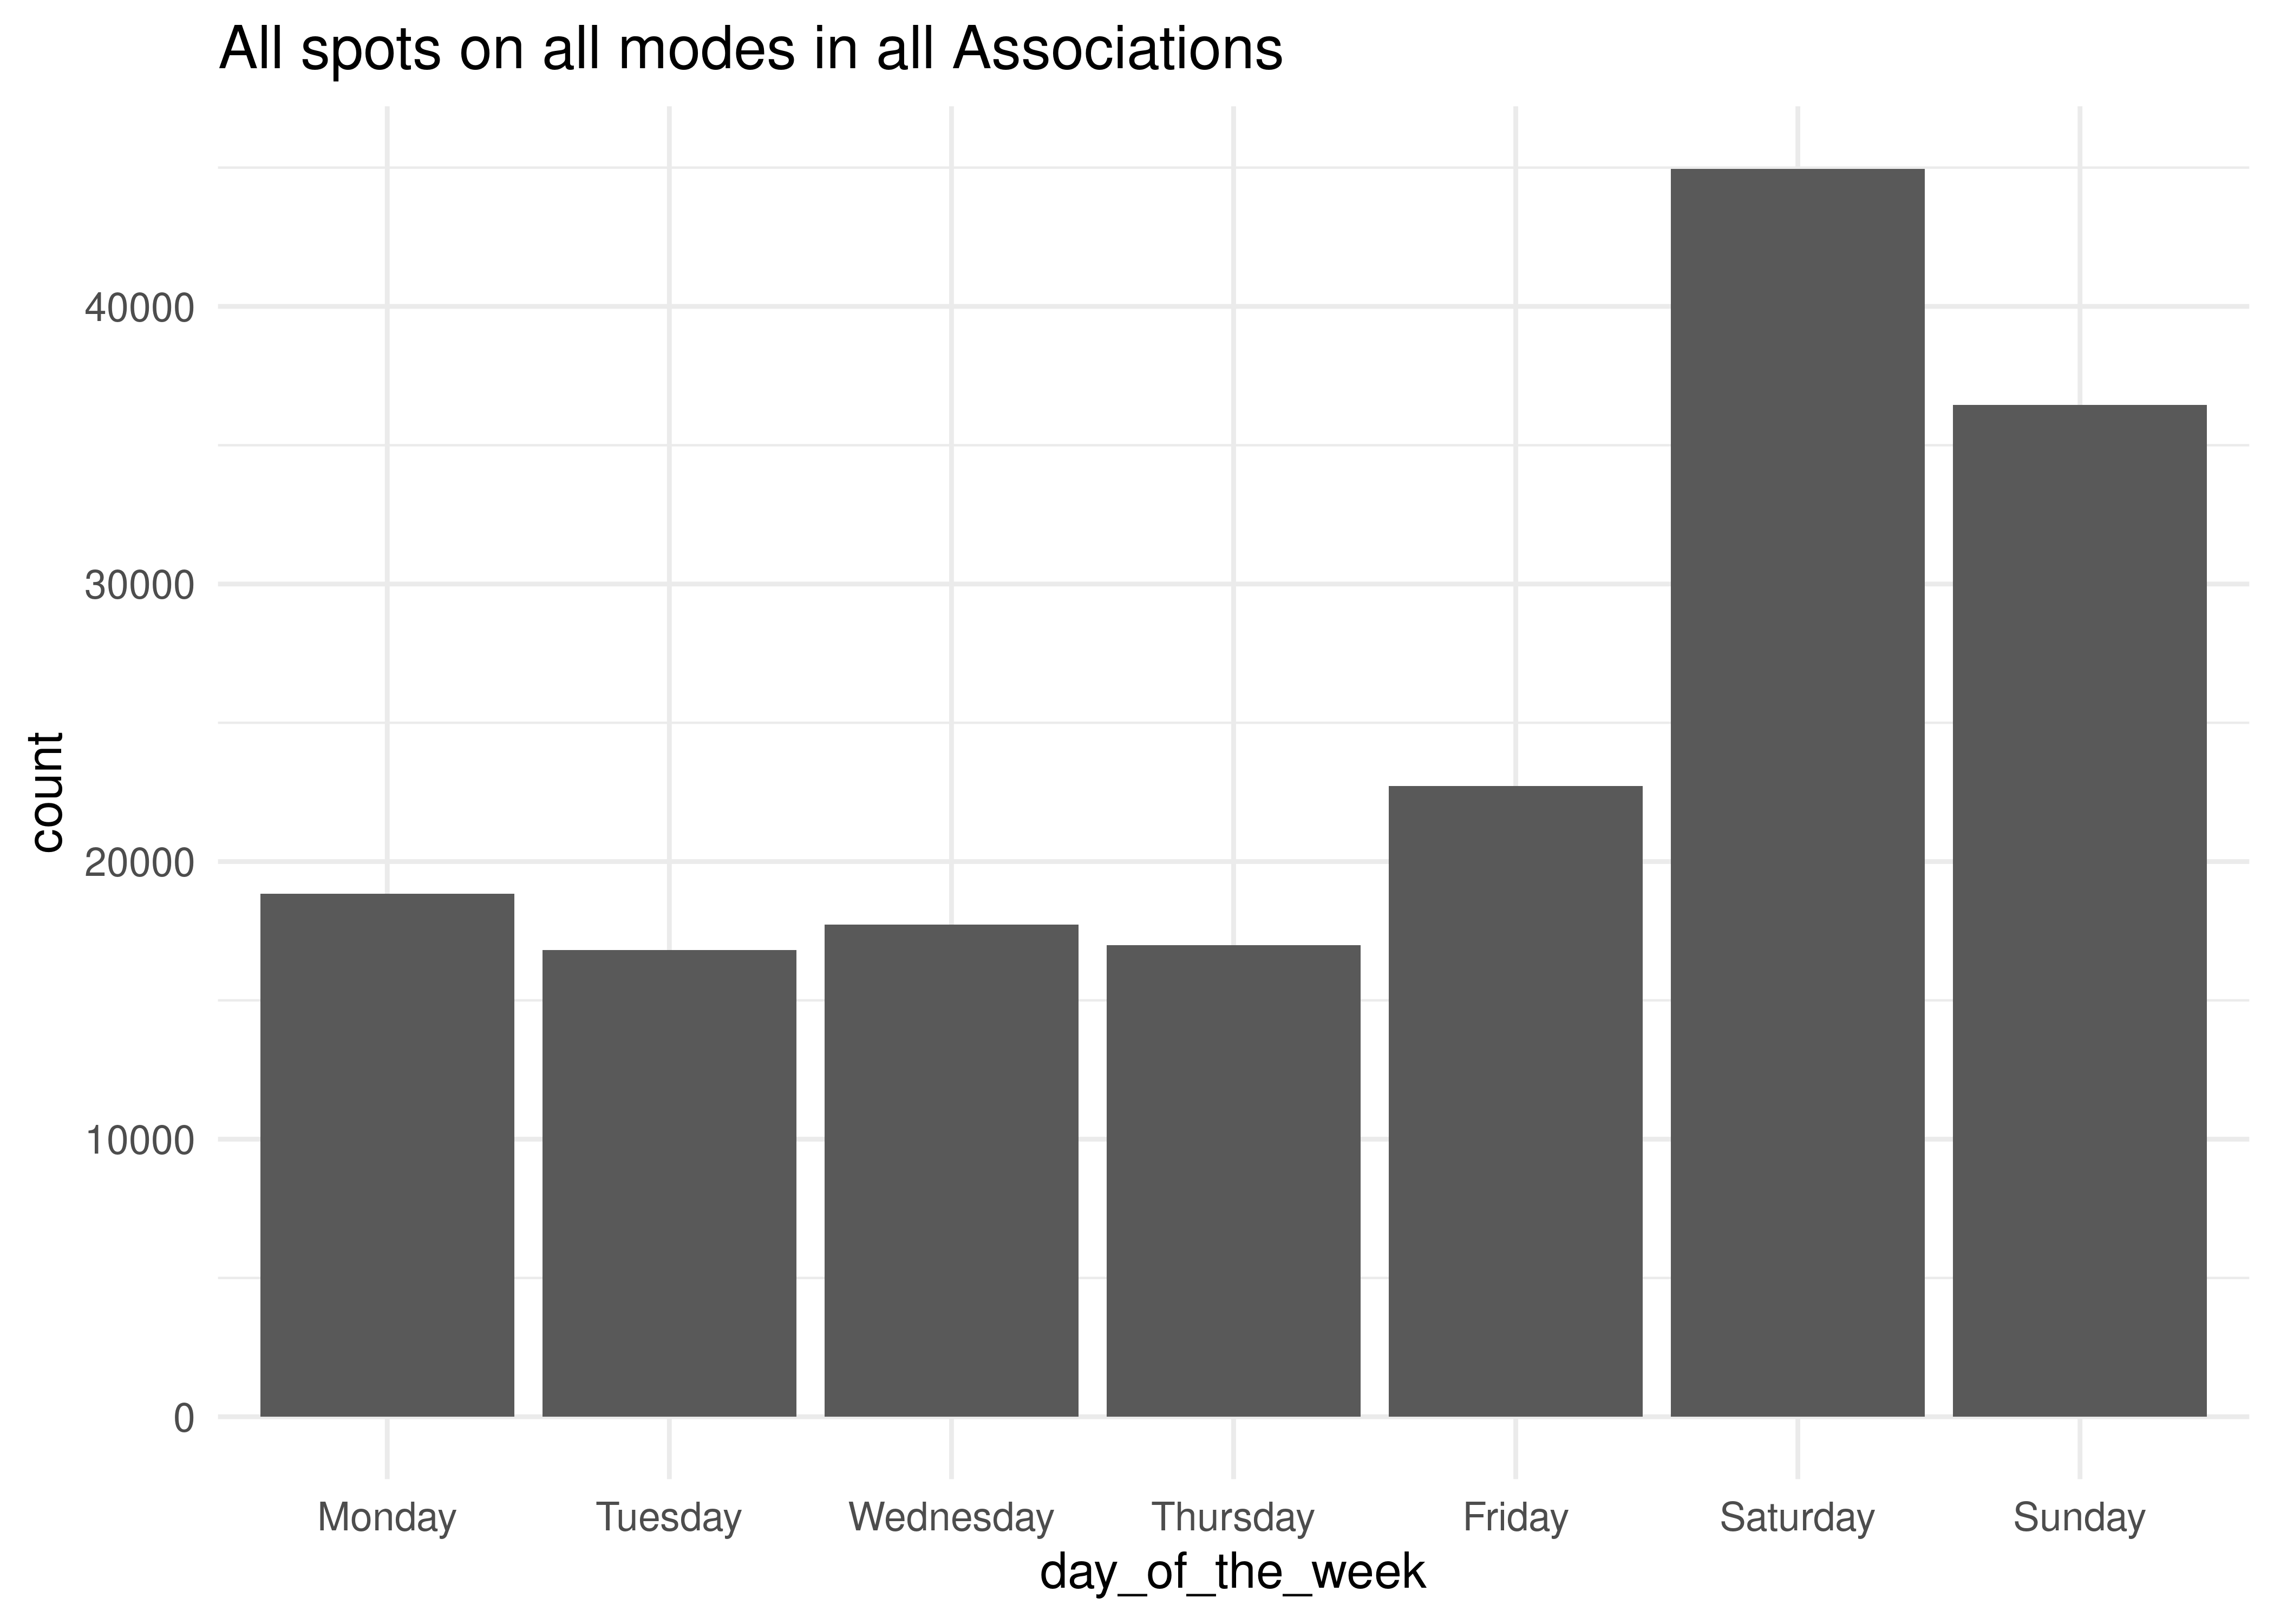 All spots on all modes in all Associations
count
40000
30000
20000
10000
0
Monday Tuesday Wednesday Thursday Friday Saturday Sunday
day_of_the_week